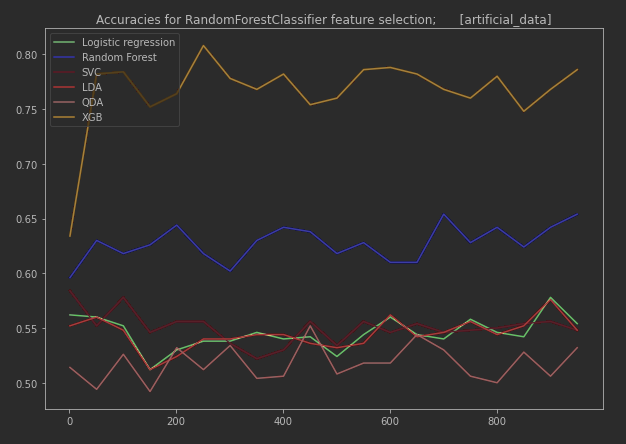 Accuracies for RandomForestClassifier feature selection; [artificial_data]
Logistic regression
Random Forest
SVC
LDA
QDA
XGB
0.80
0.75
0.70
0.65
0.60
0.55
0.50
0 200 400 600 800